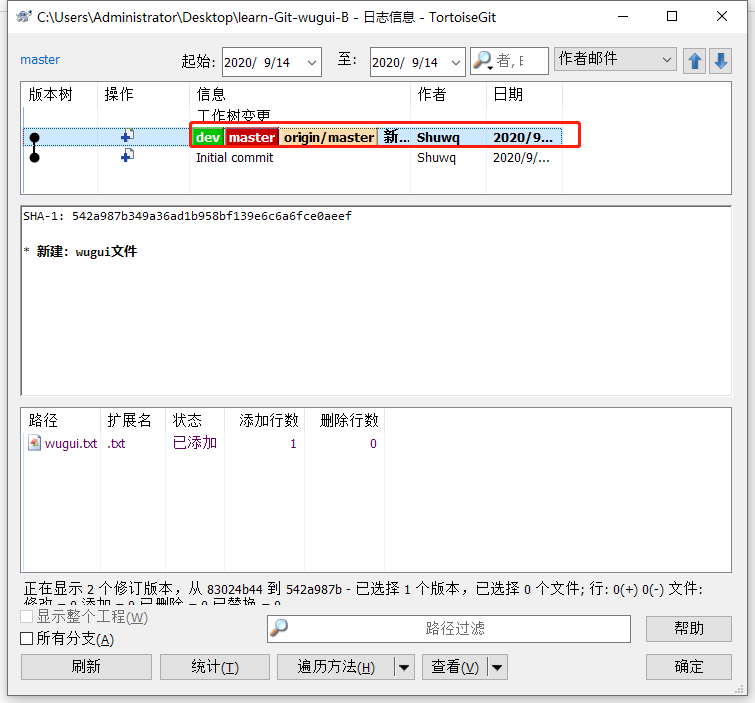 C:\Users\Administrator\Desktop\learn-Git-wugui-B - 日志信息 - TortoiseGit
master 起始: 2020/ 9/14 至: 2020/ 9/14 者, 作者邮件
版本树 操作 信息 作者 日期
工作树变更
dev master origin/master 新... Shuwq 2020/9...
Initial commit Shuwq 2020/9/...
SHA-1: 542a987b349a36ad1b958bf139e6c6a6fce0aeef
* 新建: wugui文件
路径 扩展名 状态 添加行数 删除行数
wugui.txt .txt 已添加 1 0
正在显示 2 个修订版本，从 83024b44 到 542a987b - 已选择 1 个版本，已选择 0 个文件; 行: 0(+) 0(-) 文件:
修改 = 0 添加 = 0 已删除 = 0 已替换 = 0
显示整个工程(W)
所有分支(A) 路径过滤 帮助
刷新 统计(T) 遍历方法(H) 查看(V) 确定